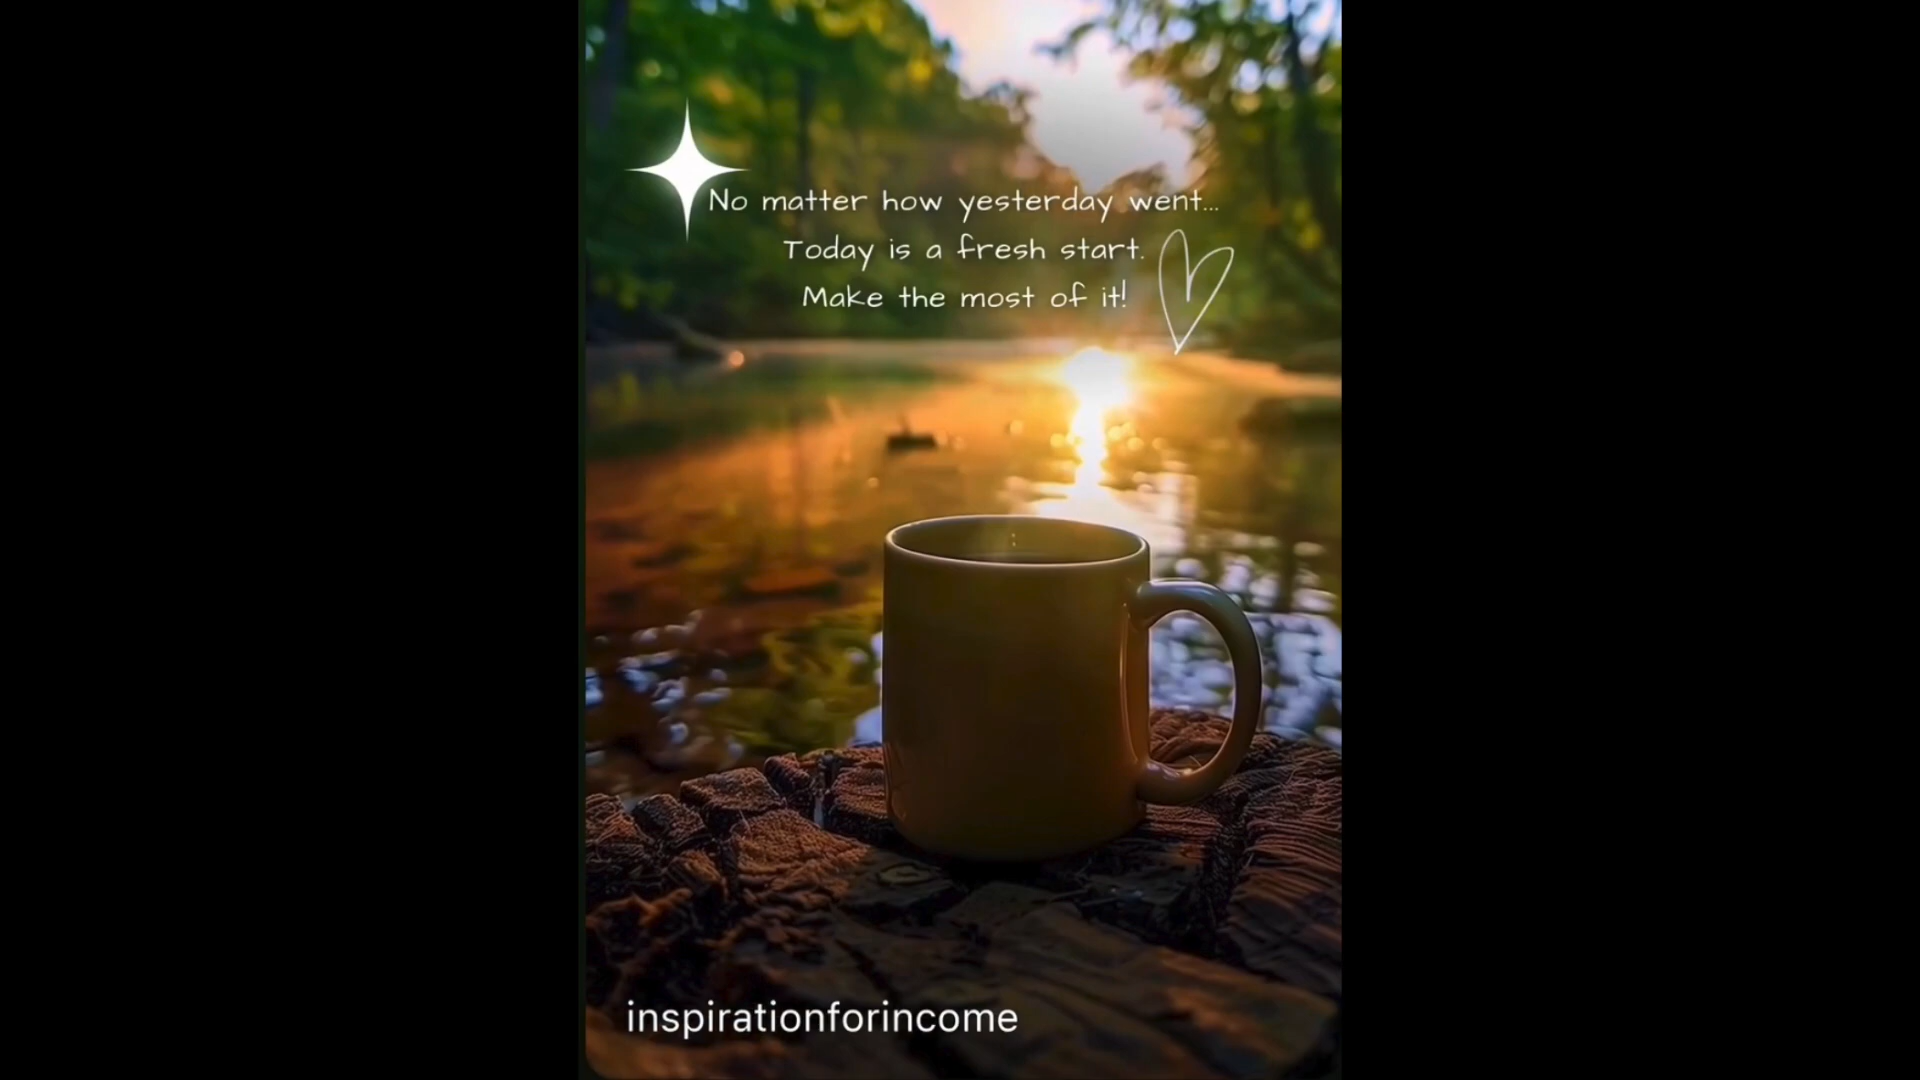 No matter how yesterday went...
Today is a fresh start.
Make the most of it!
inspirationforincome